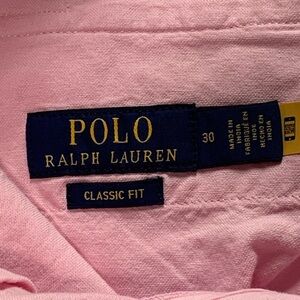 POLO
RALPH LAUREN
CLASSIC FIT
30
MADE IN
INDIA
FABRIQUÉ EN
INDE
HECHO EN
INDIA